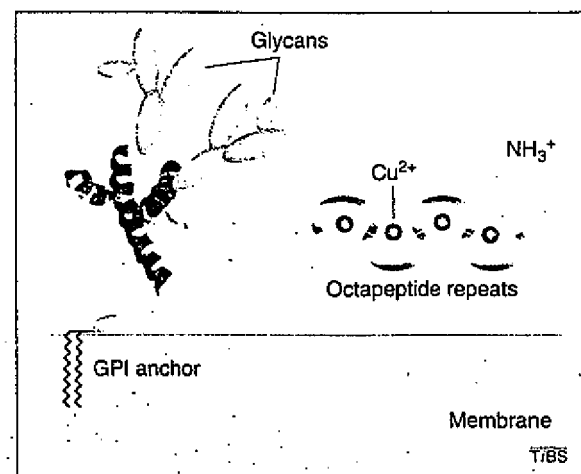 Glycans
NH₃⁺
Cu²⁺
Octapeptide repeats
GPI anchor
Membrane
TiBS